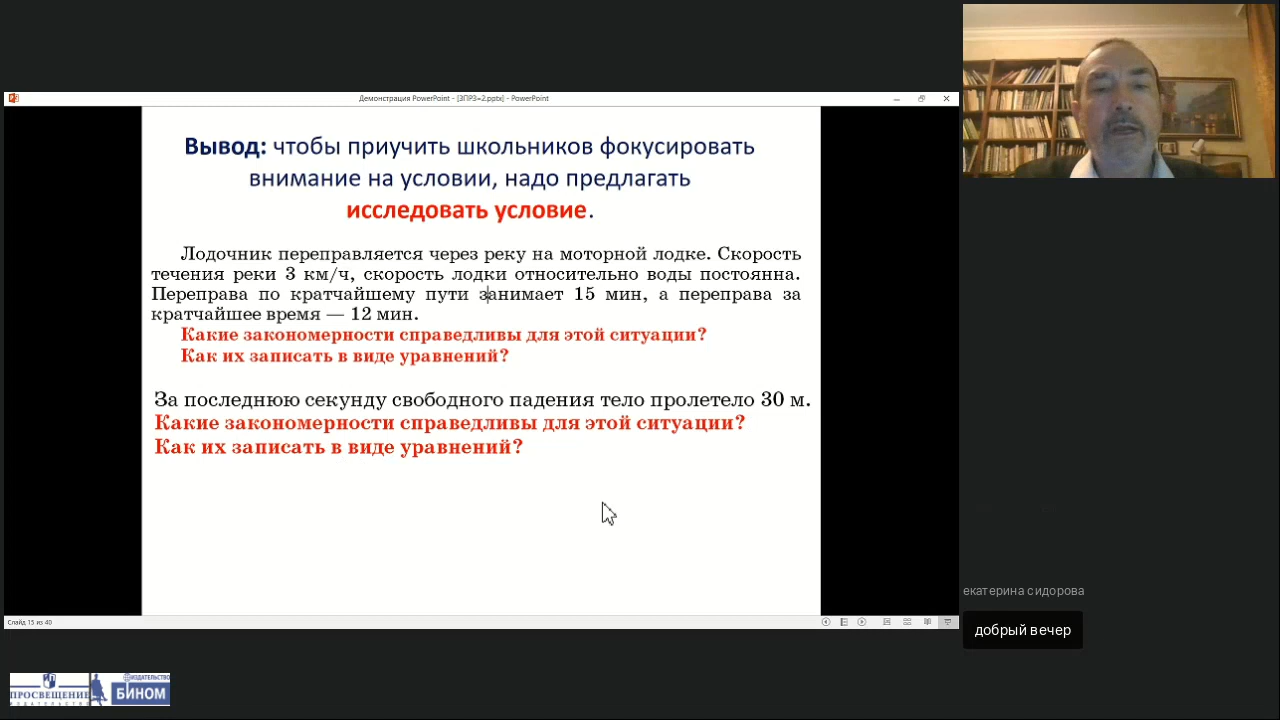 Демонстрация PowerPoint - [ЗПРЗ=2.pptx] - PowerPoint
Вывод: чтобы приучить школьников фокусировать
внимание на условии, надо предлагать
исследовать условие.
Лодочник переправляется через реку на моторной лодке. Скорость
течения реки 3 км/ч, скорость лодки относительно воды постоянна.
Переправа по кратчайшему пути занимает 15 мин, а переправа за
кратчайшее время — 12 мин.
Какие закономерности справедливы для этой ситуации?
Как их записать в виде уравнений?
За последнюю секунду свободного падения тело пролетело 30 м.
Какие закономерности справедливы для этой ситуации?
Как их записать в виде уравнений?
Слайд 15 из 40
екатерина сидорова
добрый вечер
ПРОСВЕЩЕНИЕ
ИЗДАТЕЛЬСТВО
ИЗДАТЕЛЬСТВО
БИНОМ